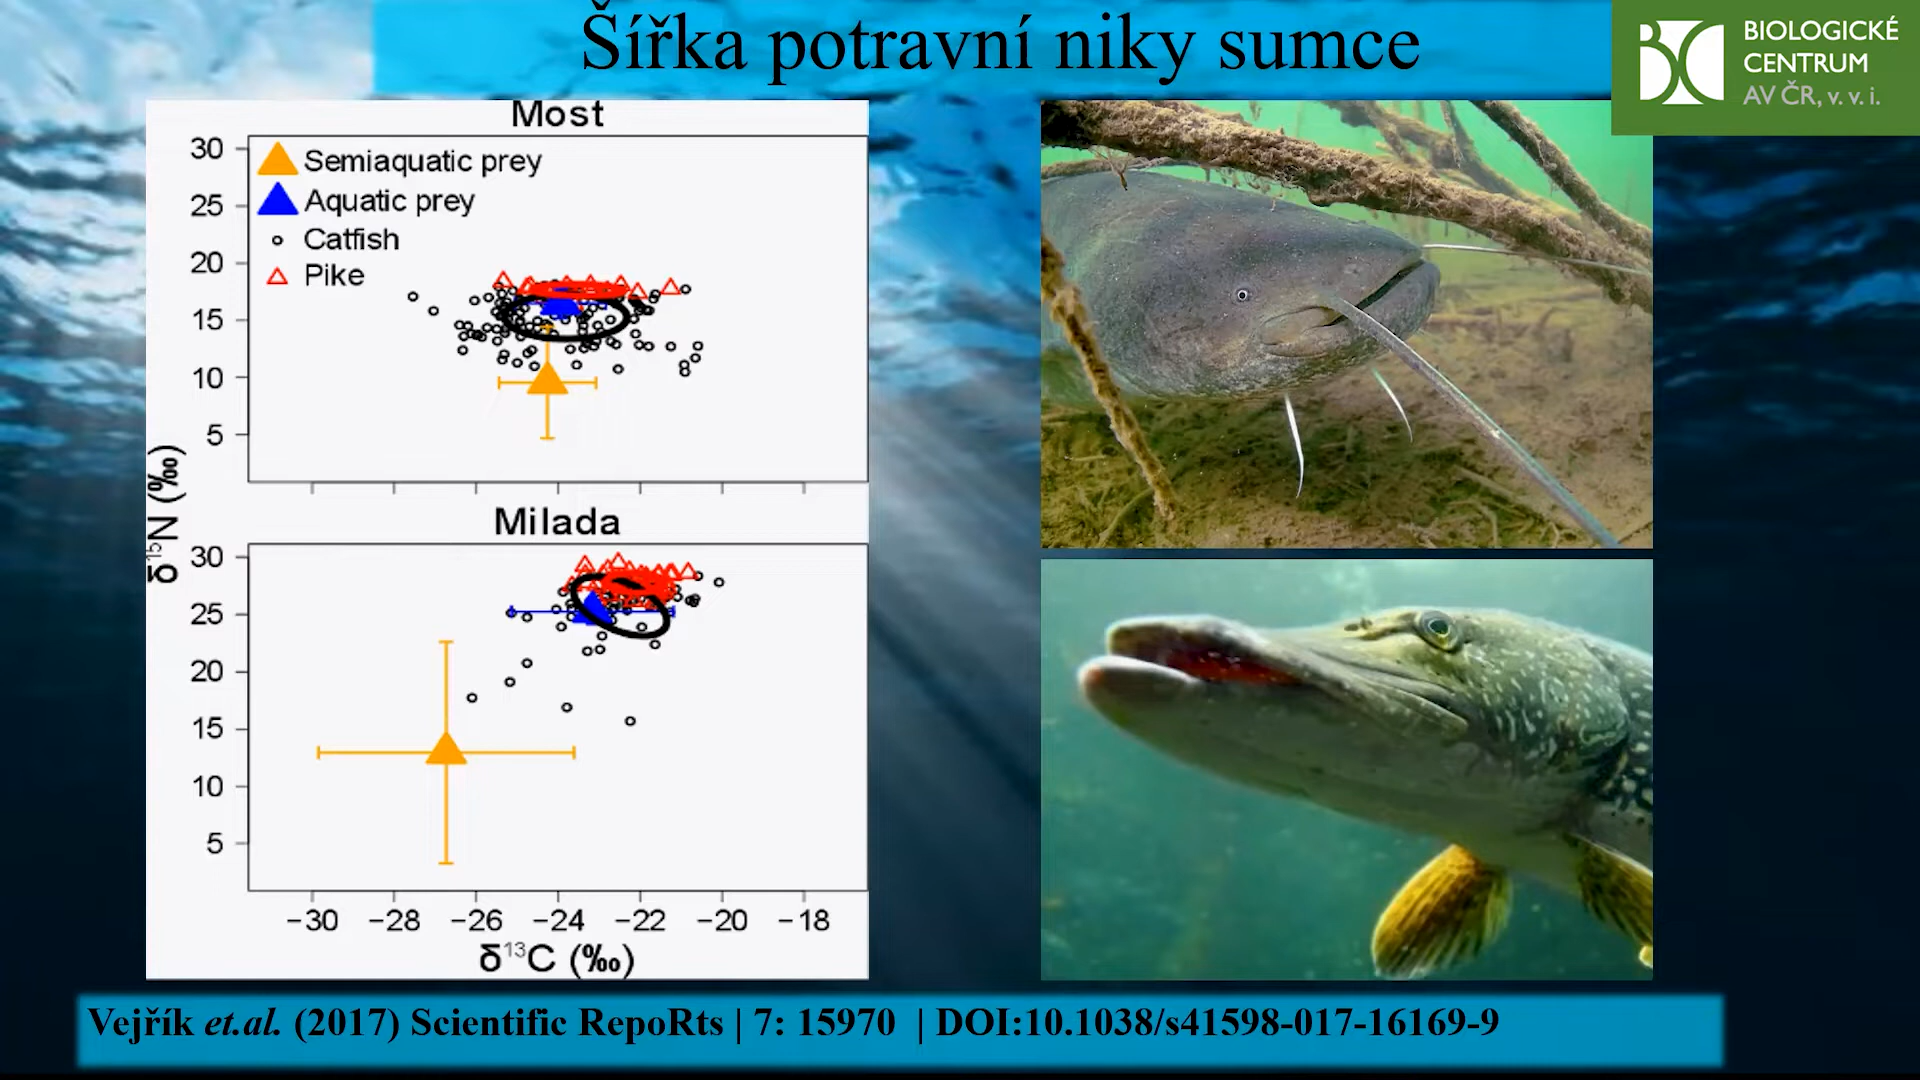 Šířka potravní niky sumce
BIOLOGICKÉ
CENTRUM
AV ČR, v. v. i.
Most
30
25
20
15
10
5
Semiaquatic prey
Aquatic prey
Catfish
Pike
δ¹⁵N (‰)
Milada
30
25
20
15
10
5
−30 −28 −26 −24 −22 −20 −18
δ¹³C (‰)
Vejřík et.al. (2017) Scientific RepoRts | 7: 15970 | DOI:10.1038/s41598-017-16169-9